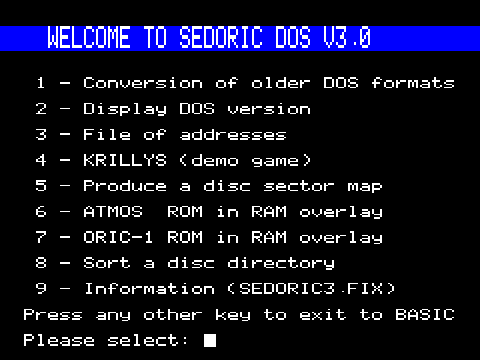 WELCOME TO SEDORIC DOS V3.0
1 - Conversion of older DOS formats
2 - Display DOS version
3 - File of addresses
4 - KRILLYS (demo game)
5 - Produce a disc sector map
6 - ATMOS  ROM in RAM overlay
7 - ORIC-1 ROM in RAM overlay
8 - Sort a disc directory
9 - Information (SEDORIC3.FIX)
Press any other key to exit to BASIC
Please select: